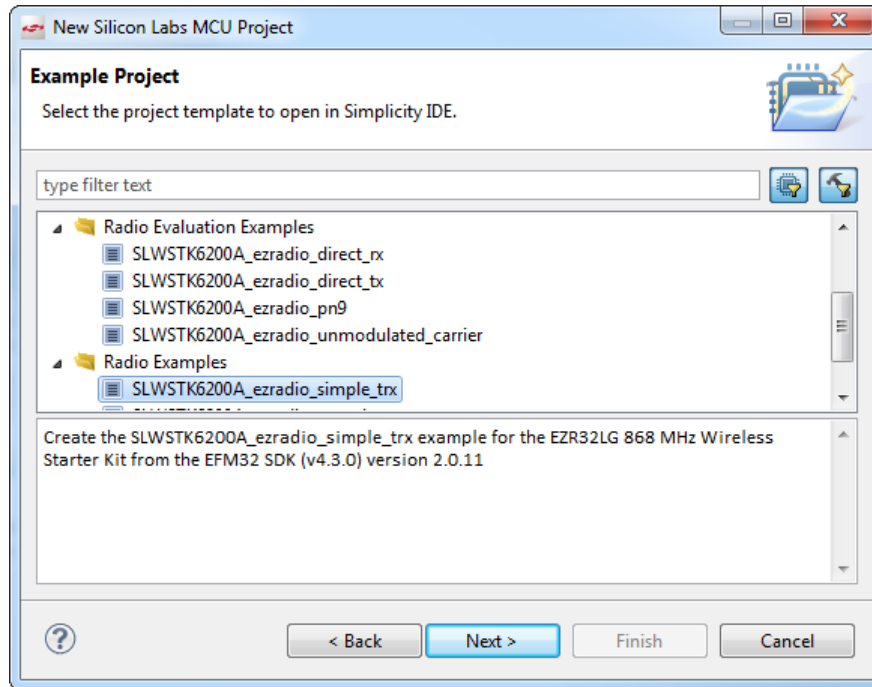 New Silicon Labs MCU Project
Example Project
Select the project template to open in Simplicity IDE.
type filter text
Radio Evaluation Examples
SLWSTK6200A_ezradio_direct_rx
SLWSTK6200A_ezradio_direct_tx
SLWSTK6200A_ezradio_pn9
SLWSTK6200A_ezradio_unmodulated_carrier
Radio Examples
SLWSTK6200A_ezradio_simple_trx
Create the SLWSTK6200A_ezradio_simple_trx example for the EZR32LG 868 MHz Wireless
Starter Kit from the EFM32 SDK (v4.3.0) version 2.0.11
? < Back Next > Finish Cancel